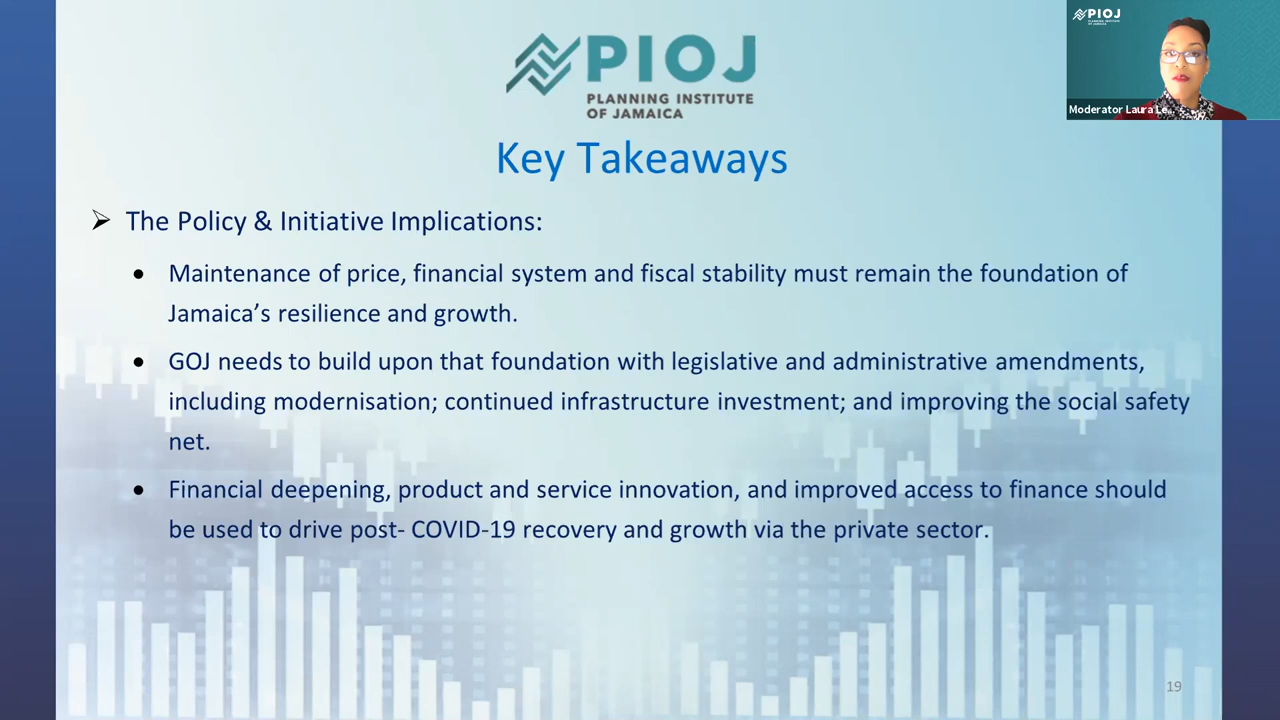 PIOJ
PLANNING INSTITUTE
OF JAMAICA
PIOJ
PLANNING INSTITUTE
OF JAMAICA
Moderator Laura Le...
Key Takeaways
➢ The Policy & Initiative Implications:
• Maintenance of price, financial system and fiscal stability must remain the foundation of
Jamaica’s resilience and growth.
• GOJ needs to build upon that foundation with legislative and administrative amendments,
including modernisation; continued infrastructure investment; and improving the social safety
net.
• Financial deepening, product and service innovation, and improved access to finance should
be used to drive post- COVID-19 recovery and growth via the private sector.
19